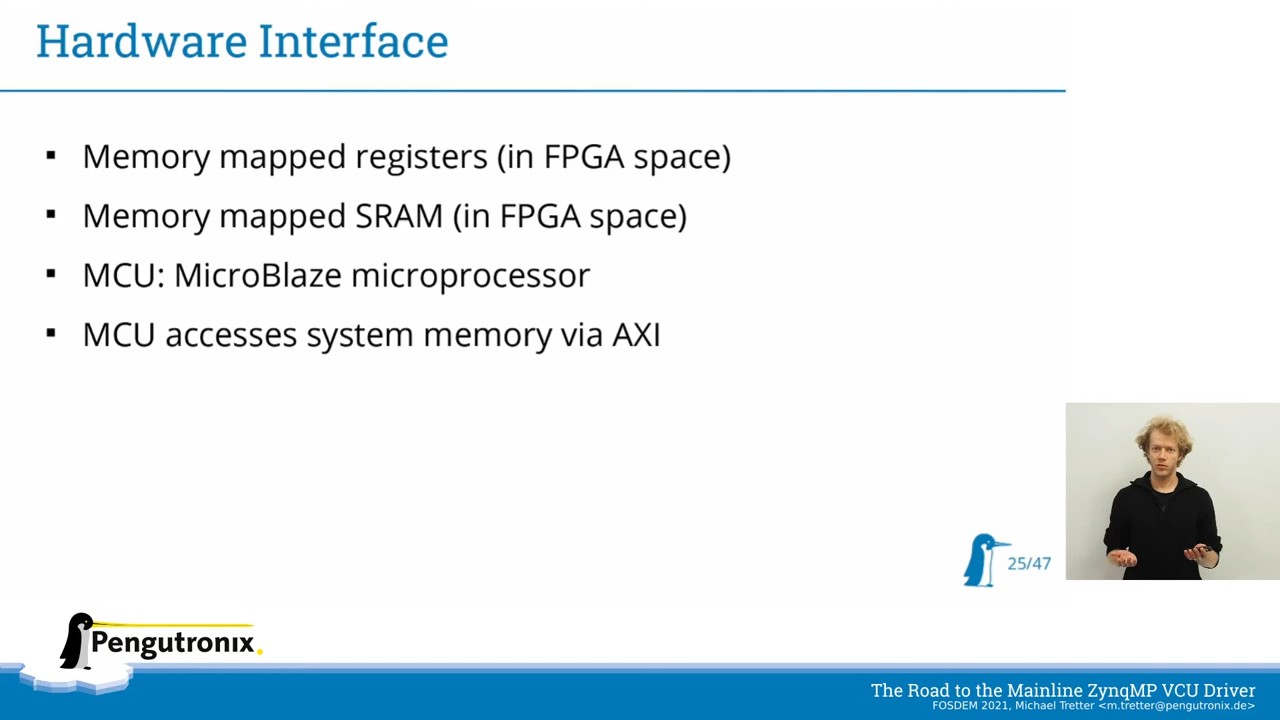 Hardware Interface
▪ Memory mapped registers (in FPGA space)
▪ Memory mapped SRAM (in FPGA space)
▪ MCU: MicroBlaze microprocessor
▪ MCU accesses system memory via AXI
25/47
Pengutronix
The Road to the Mainline ZynqMP VCU Driver
FOSDEM 2021, Michael Tretter <m.tretter@pengutronix.de>